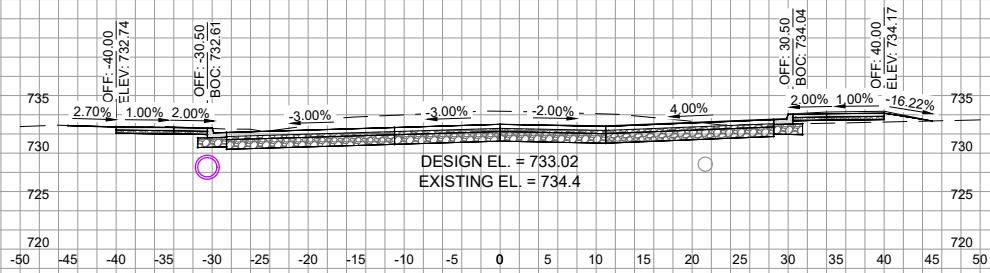 OFF: -40.00
ELEV: 732.74
OFF: -30.50
BOC: 732.61
OFF: 30.50
BOC: 734.04
OFF: 40.00
ELEV: 734.17
735
2.70%
1.00%
2.00%
-3.00%
-3.00%
-2.00%
4.00%
2.00%
1.00%
-16.22%
735
730
730
DESIGN EL. = 733.02
EXISTING EL. = 734.4
725
725
720
720
-50 -45 -40 -35 -30 -25 -20 -15 -10 -5 0 5 10 15 20 25 30 35 40 45 50